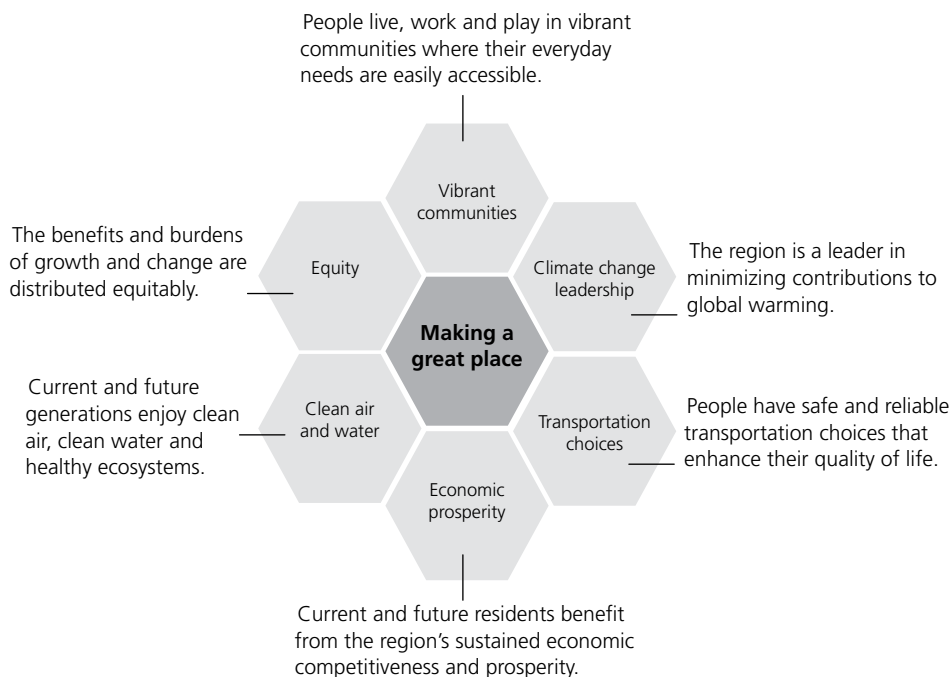 People live, work and play in vibrant
communities where their everyday
needs are easily accessible.
Vibrant
communities
The benefits and burdens
of growth and change are
distributed equitably.
Equity
Climate change
leadership
The region is a leader in
minimizing contributions to
global warming.
Making a
great place
Current and future
generations enjoy clean
air, clean water and
healthy ecosystems.
Clean air
and water
Transportation
choices
People have safe and reliable
transportation choices that
enhance their quality of life.
Economic
prosperity
Current and future residents benefit
from the region’s sustained economic
competitiveness and prosperity.